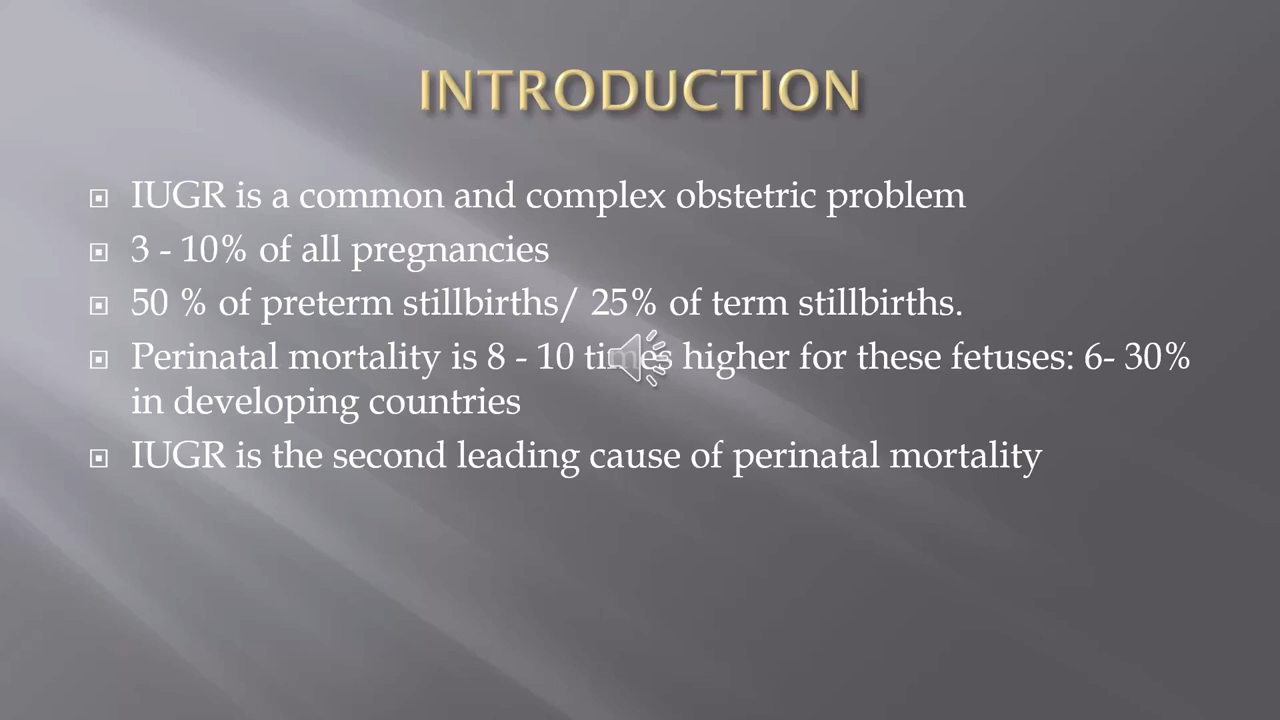 INTRODUCTION
IUGR is a common and complex obstetric problem
3 - 10% of all pregnancies
50 % of preterm stillbirths/ 25% of term stillbirths.
Perinatal mortality is 8 - 10 times higher for these fetuses: 6- 30%
in developing countries
IUGR is the second leading cause of perinatal mortality